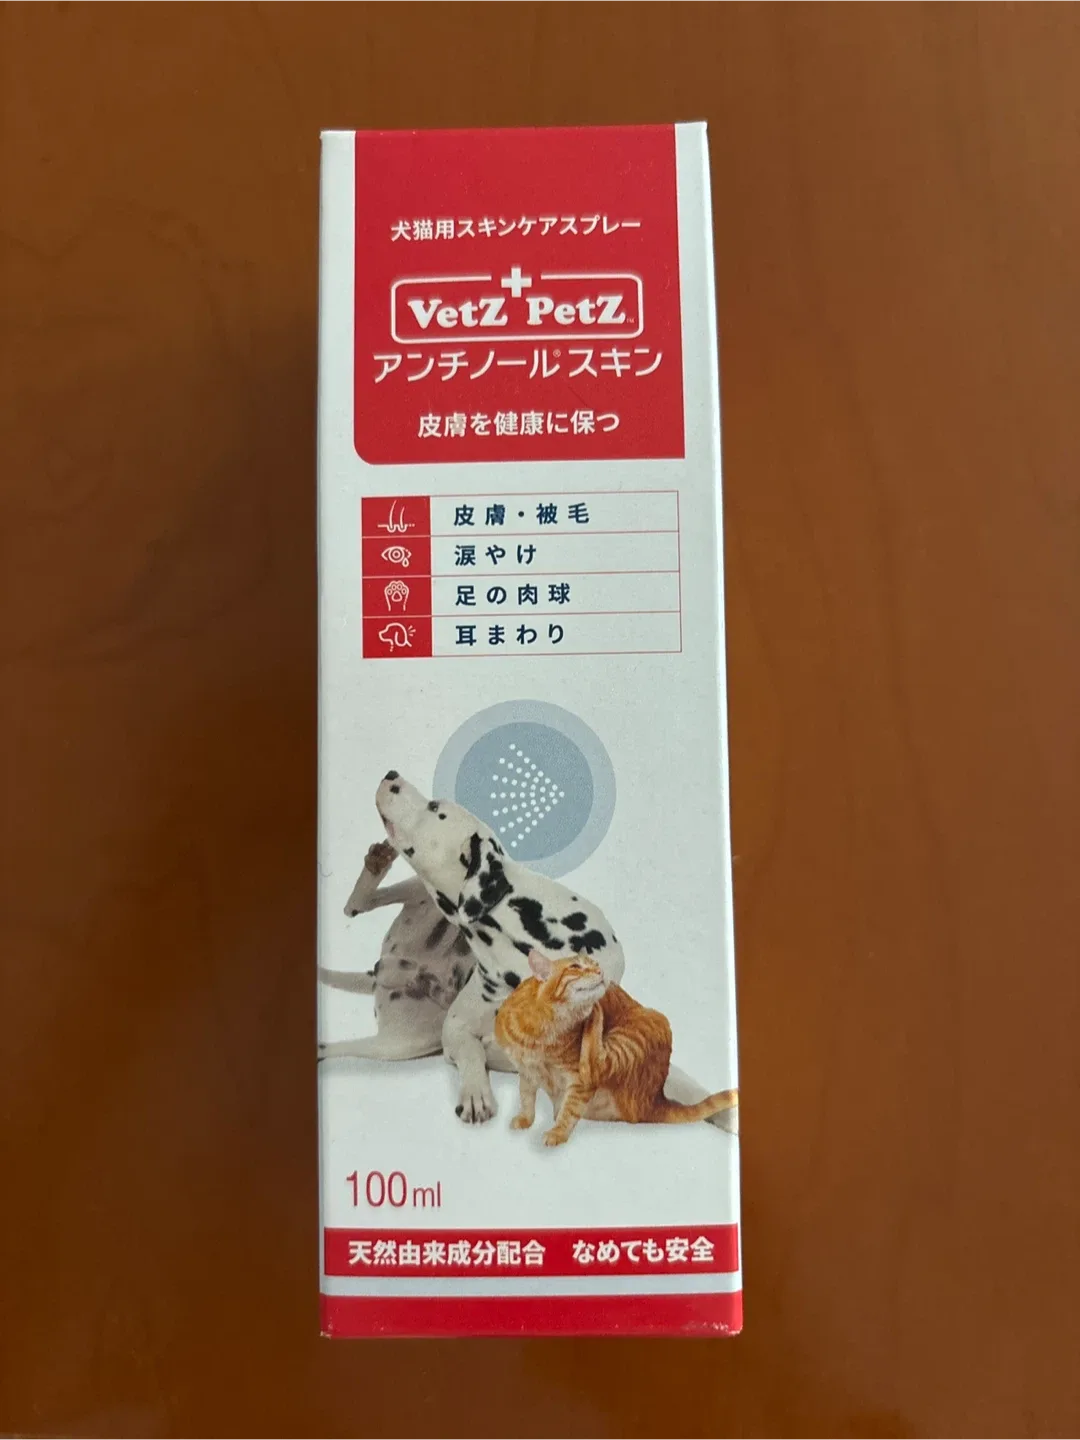 犬猫用スキンケアスプレー
VetZ PetZ™
アンチノール®スキン
皮膚を健康に保つ
皮膚・被毛
涙やけ
足の肉球
耳まわり
100ml
天然由来成分配合 なめても安全